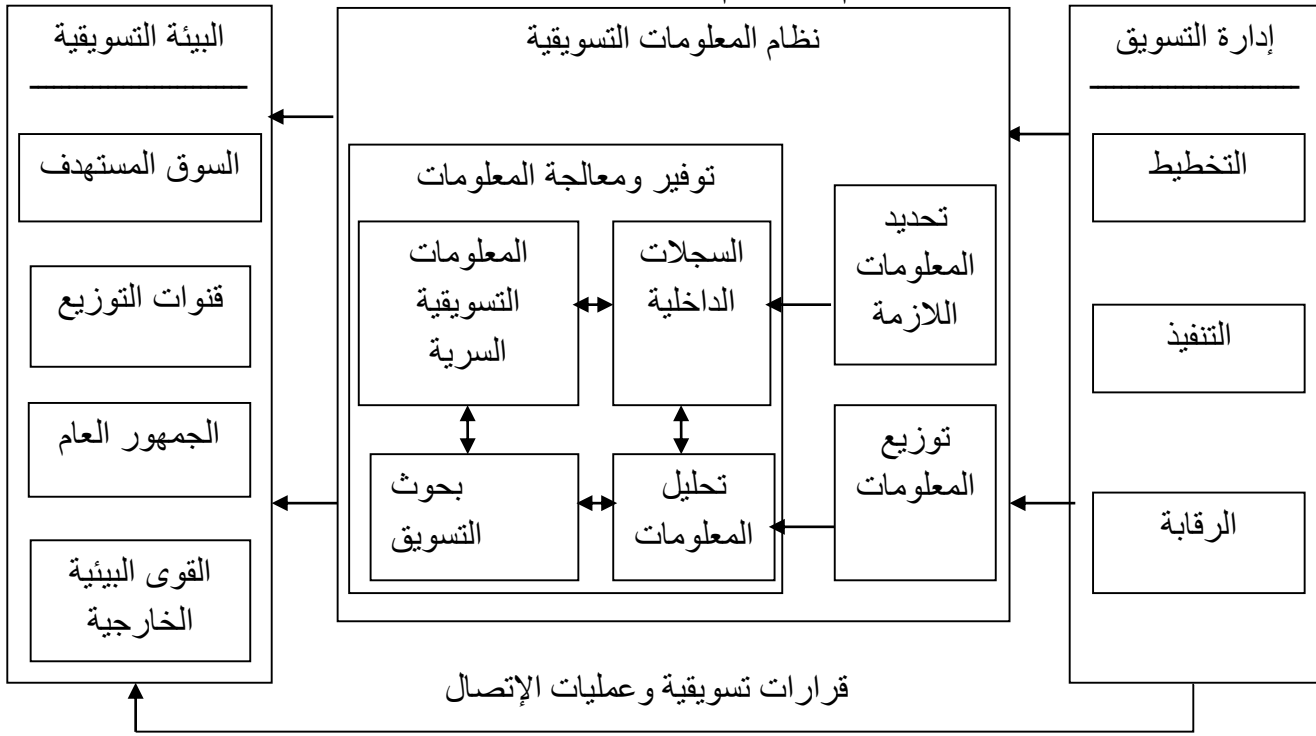 إدارة التسويق
التخطيط
التنفيذ
الرقابة
نظام المعلومات التسويقية
تحديد
المعلومات
اللازمة
توزيع
المعلومات
توفير ومعالجة المعلومات
السجلات
الداخلية
المعلومات
التسويقية
السرية
تحليل
المعلومات
بحوث
التسويق
البيئة التسويقية
السوق المستهدف
قنوات التوزيع
الجمهور العام
القوى البيئية
الخارجية
قرارات تسويقية وعمليات الإتصال